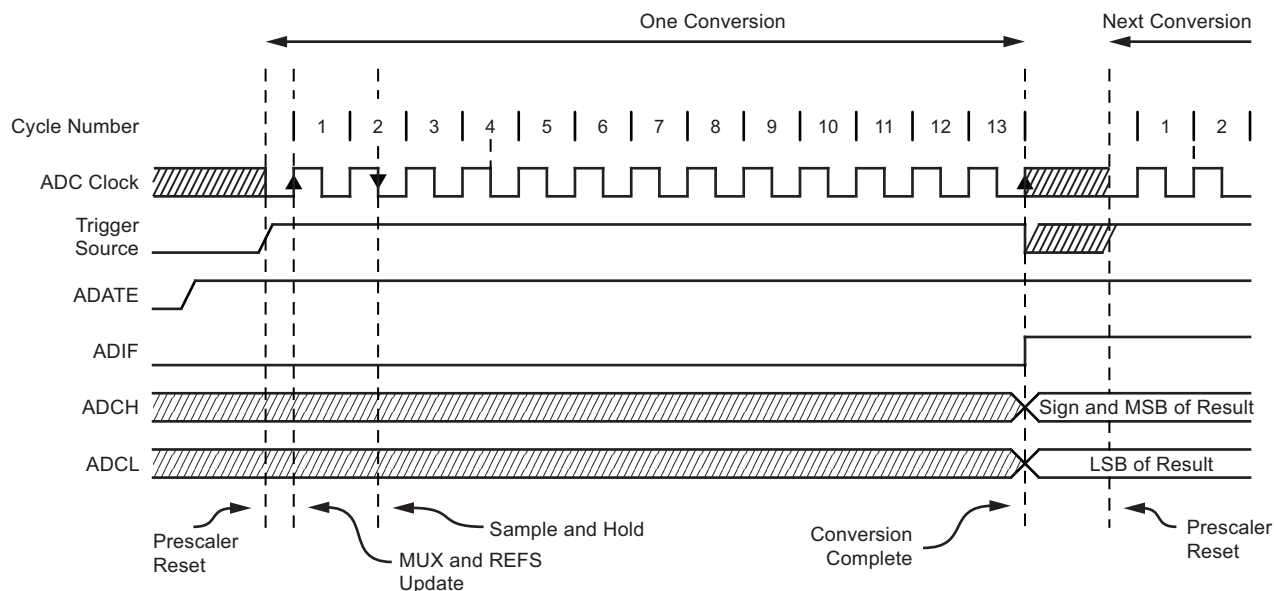 One Conversion
Next Conversion
Cycle Number
1 2 3 4 5 6 7 8 9 10 11 12 13 1 2
ADC Clock
Trigger
Source
ADATE
ADIF
ADCH
Sign and MSB of Result
ADCL
LSB of Result
Prescaler
Reset
MUX and REFS
Update
Sample and Hold
Conversion
Complete
Prescaler
Reset